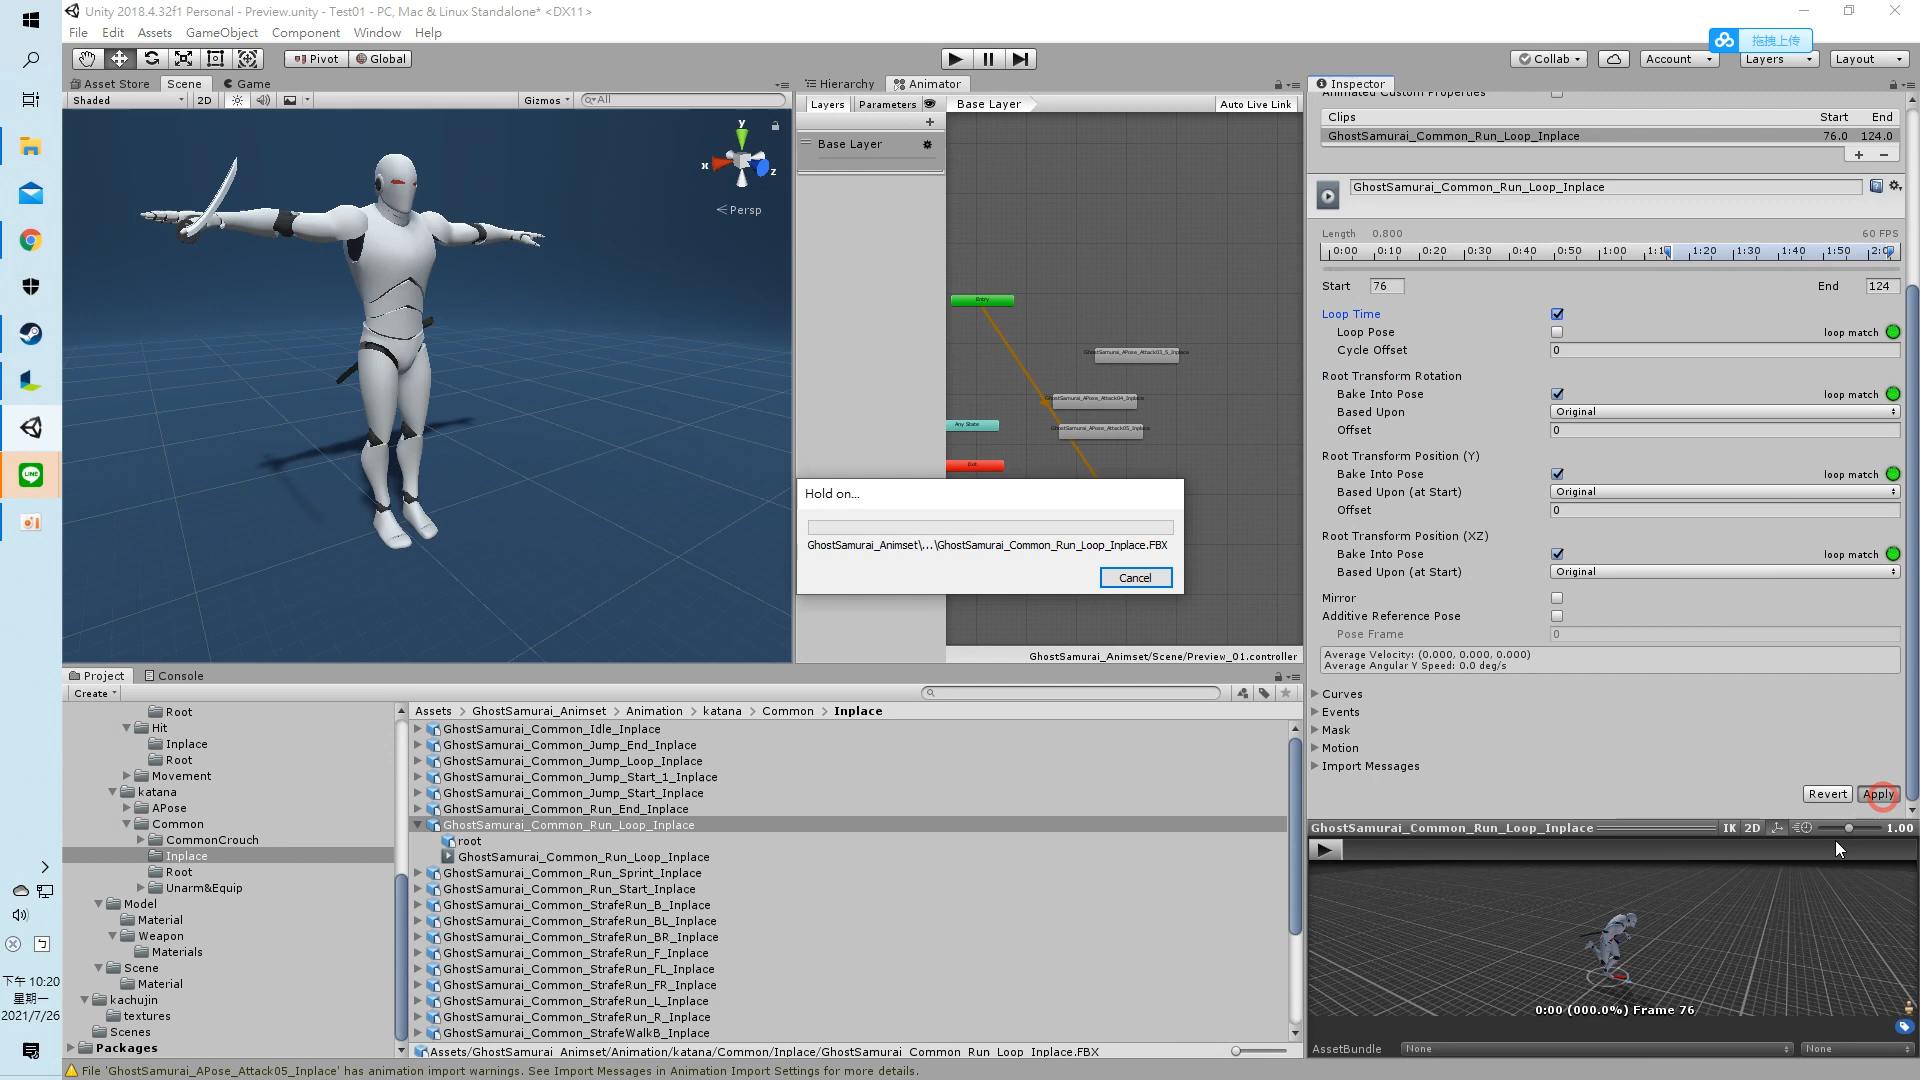 Unity 2018.4.32f1 Personal - Preview.unity - Test01 - PC, Mac & Linux Standalone* <DX11>
File Edit Assets GameObject Component Window Help
拖拽上传
Pivot Global
Collab Account Layers Layout
Asset Store Scene Game
Shaded 2D Gizmos All
y
x
z
Persp
Hierarchy Animator
Layers Parameters Base Layer Auto Live Link
Base Layer
Entry
GhostSamurai_APose_Attack03_5_Inplace
GhostSamurai_APose_Attack04_Inplace
Any State
GhostSamurai_APose_Attack05_Inplace
Exit
Hold on...
GhostSamurai_Animset\...\GhostSamurai_Common_Run_Loop_Inplace.FBX
Cancel
GhostSamurai_Animset/Scene/Preview_01.controller
Inspector
Animated Custom Properties
Clips Start End
GhostSamurai_Common_Run_Loop_Inplace 76.0 124.0
GhostSamurai_Common_Run_Loop_Inplace
Length 0.800 60 FPS
0:00 0:10 0:20 0:30 0:40 0:50 1:00 1:1 1:20 1:30 1:40 1:50 2:0
Start 76 End 124
Loop Time
Loop Pose loop match
Cycle Offset 0
Root Transform Rotation
Bake Into Pose loop match
Based Upon Original
Offset 0
Root Transform Position (Y)
Bake Into Pose loop match
Based Upon (at Start) Original
Offset 0
Root Transform Position (XZ)
Bake Into Pose loop match
Based Upon (at Start) Original
Mirror
Additive Reference Pose
Pose Frame 0
Average Velocity: (0.000, 0.000, 0.000)
Average Angular Y Speed: 0.0 deg/s
Curves
Events
Mask
Motion
Import Messages
Revert Apply
GhostSamurai_Common_Run_Loop_Inplace IK 2D 1.00
0:00 (000.0%) Frame 76
AssetBundle None None
Project Console
Create
Root
Hit
Inplace
Root
Movement
katana
APose
Common
CommonCrouch
Inplace
Root
Unarm&Equip
Model
Material
Weapon
Materials
Scene
Material
kachujin
textures
Scenes
Packages
Assets GhostSamurai_Animset Animation katana Common Inplace
GhostSamurai_Common_Idle_Inplace
GhostSamurai_Common_Jump_End_Inplace
GhostSamurai_Common_Jump_Loop_Inplace
GhostSamurai_Common_Jump_Start_1_Inplace
GhostSamurai_Common_Jump_Start_Inplace
GhostSamurai_Common_Run_End_Inplace
GhostSamurai_Common_Run_Loop_Inplace
root
GhostSamurai_Common_Run_Loop_Inplace
GhostSamurai_Common_Run_Sprint_Inplace
GhostSamurai_Common_Run_Start_Inplace
GhostSamurai_Common_StrafeRun_B_Inplace
GhostSamurai_Common_StrafeRun_BL_Inplace
GhostSamurai_Common_StrafeRun_BR_Inplace
GhostSamurai_Common_StrafeRun_F_Inplace
GhostSamurai_Common_StrafeRun_FL_Inplace
GhostSamurai_Common_StrafeRun_FR_Inplace
GhostSamurai_Common_StrafeRun_L_Inplace
GhostSamurai_Common_StrafeRun_R_Inplace
GhostSamurai_Common_StrafeWalkB_Inplace
Assets/GhostSamurai_Animset/Animation/katana/Common/Inplace/GhostSamurai_Common_Run_Loop_Inplace.FBX
File 'GhostSamurai_APose_Attack05_Inplace' has animation import warnings. See Import Messages in Animation Import Settings for more details.
LINE
下午 10:20
星期一
2021/7/26